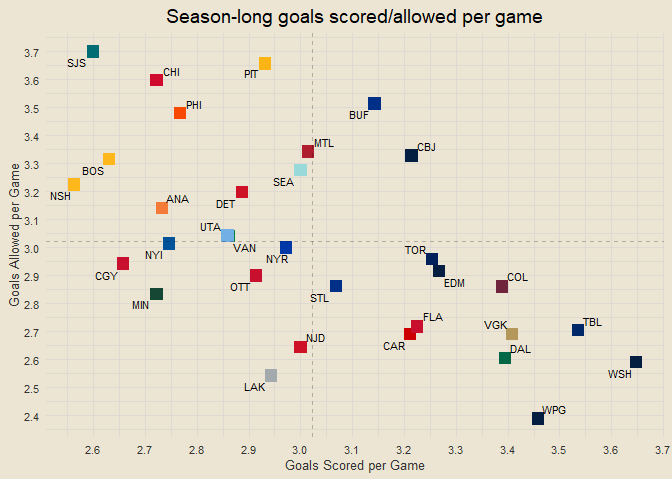 Season-long goals scored/allowed per game
Goals Allowed per Game
3.7
3.6
3.5
3.4
3.3
3.2
3.1
3.0
2.9
2.8
2.7
2.6
2.5
2.4
SJS
CHI
PIT
PHI
BUF
MTL
CBJ
BOS
SEA
NSH
ANA
DET
UTA
VAN
NYI
NYR
TOR
CGY
OTT
EDM
COL
MIN
STL
FLA
VGK
TBL
NJD
CAR
DAL
LAK
WSH
WPG
2.6 2.7 2.8 2.9 3.0 3.1 3.2 3.3 3.4 3.5 3.6 3.7
Goals Scored per Game